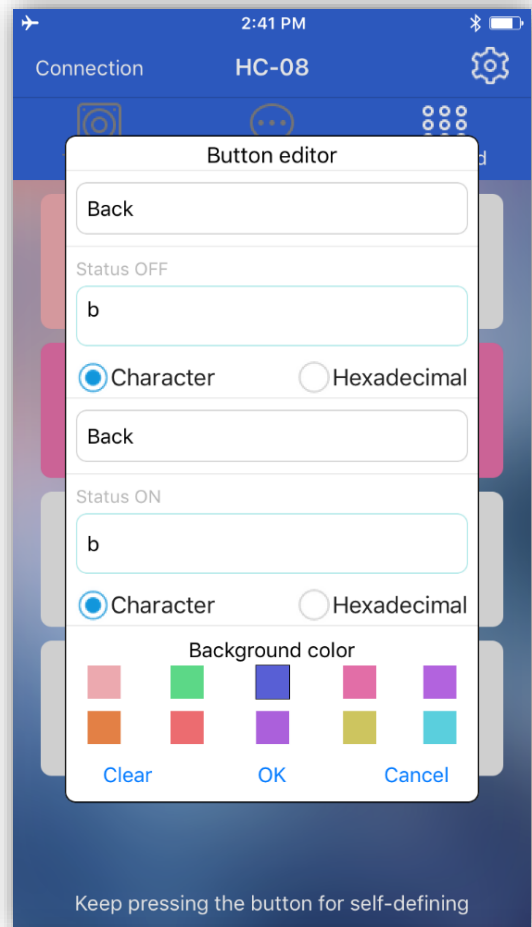 2:41 PM
Connection HC-08
Button editor
Back
Status OFF
b
Character Hexadecimal
Back
Status ON
b
Character Hexadecimal
Background color
Clear OK Cancel
Keep pressing the button for self-defining